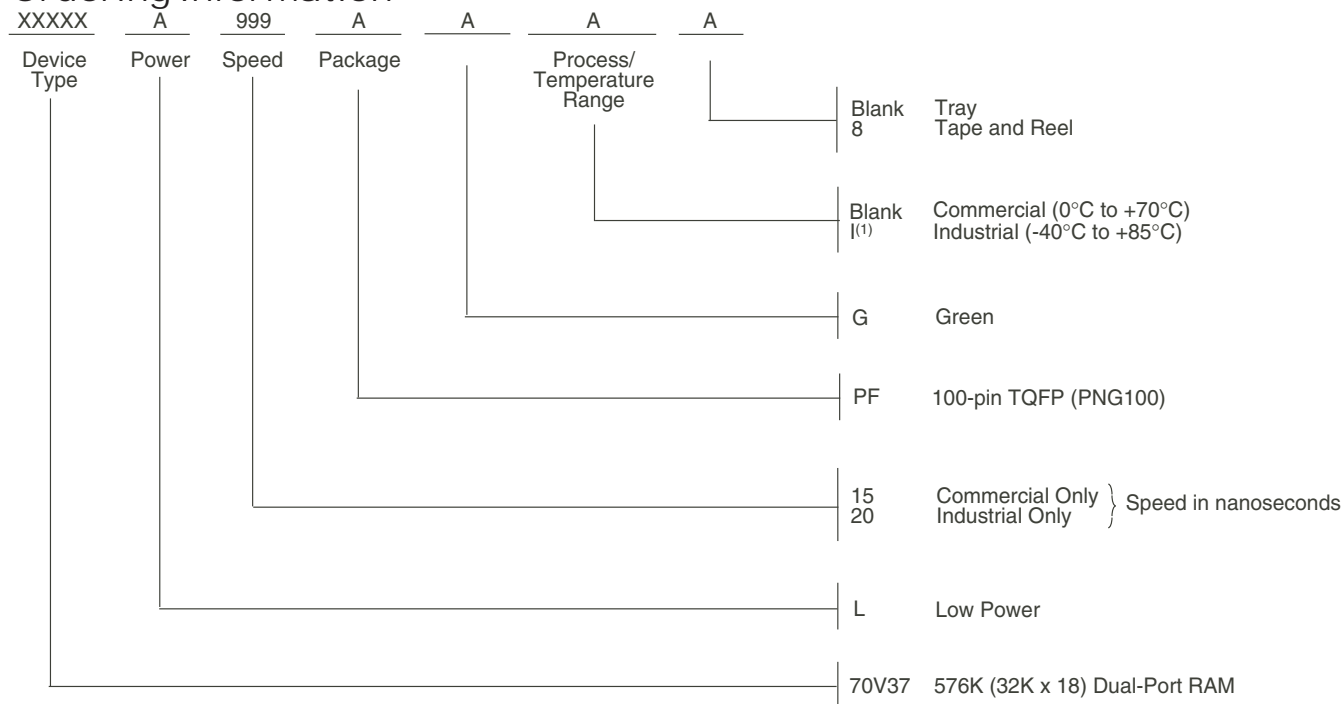 Ordering Information
XXXXX A 999 A A A A
Device Type Power Speed Package Process/ Temperature Range
Blank Tray
8 Tape and Reel
Blank Commercial (0°C to +70°C)
I(1) Industrial (-40°C to +85°C)
G Green
PF 100-pin TQFP (PNG100)
15 Commercial Only
20 Industrial Only
Speed in nanoseconds
L Low Power
70V37 576K (32K x 18) Dual-Port RAM